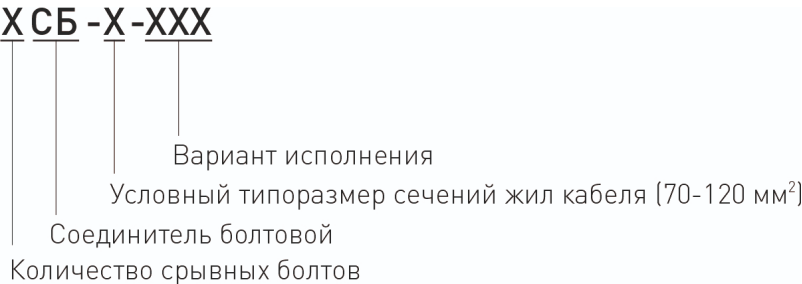 Х СБ -Х -ХХХ
Вариант исполнения
Условный типоразмер сечений жил кабеля (70-120 мм²)
Соединитель болтовой
Количество срывных болтов